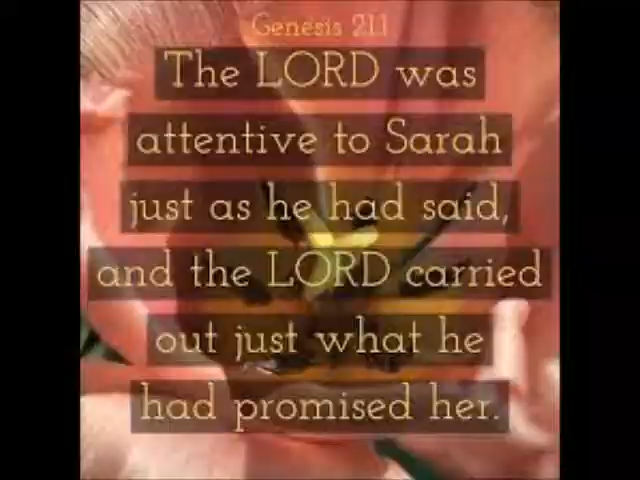 Genesis 21:1
The LORD was
attentive to Sarah
just as he had said,
and the LORD carried
out just what he
had promised her.